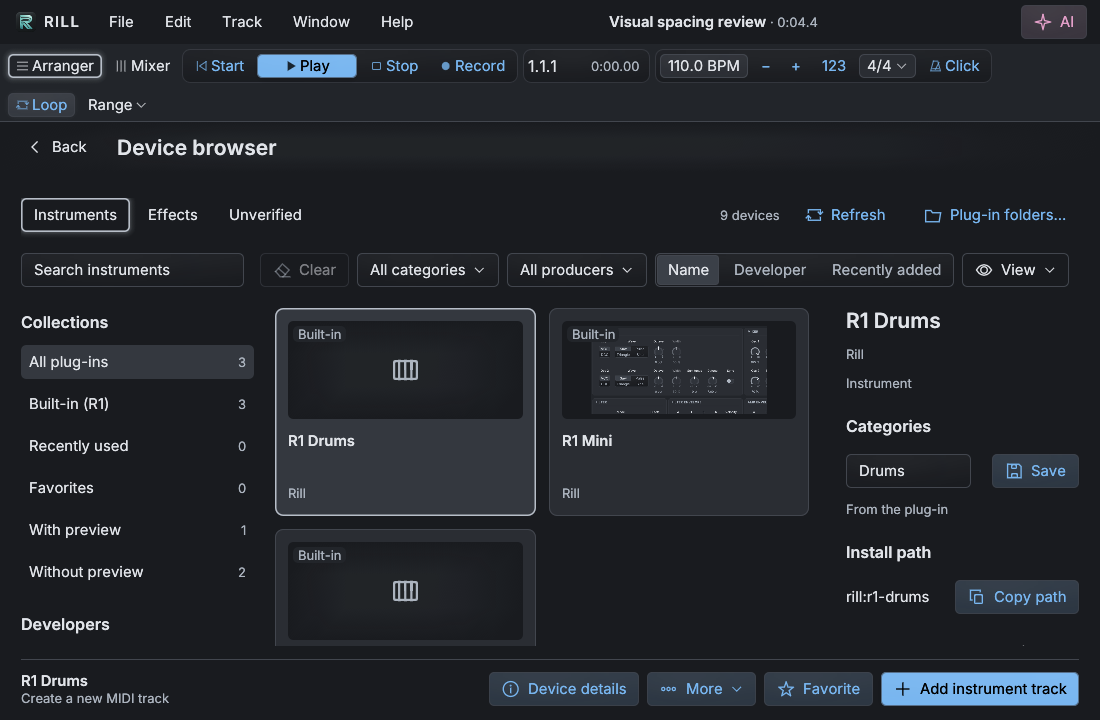 RILL File Edit Track Window Help Visual spacing review · 0:04.4 AI
Arranger Mixer Start Play Stop Record 1.1.1 0:00.00 110.0 BPM − + 123 4/4 Click
Loop Range
Back Device browser
Instruments Effects Unverified 9 devices Refresh Plug-in folders...
Search instruments Clear All categories All producers Name Developer Recently added View
Collections
All plug-ins 3
Built-in (R1) 3
Recently used 0
Favorites 0
With preview 1
Without preview 2
Developers
Built-in
R1 Drums
Rill
Built-in
R1 Mini
Rill
Built-in
R1 Drums
Rill
Instrument
Categories
Drums Save
From the plug-in
Install path
rill:r1-drums Copy path
R1 Drums
Create a new MIDI track
Device details More Favorite Add instrument track